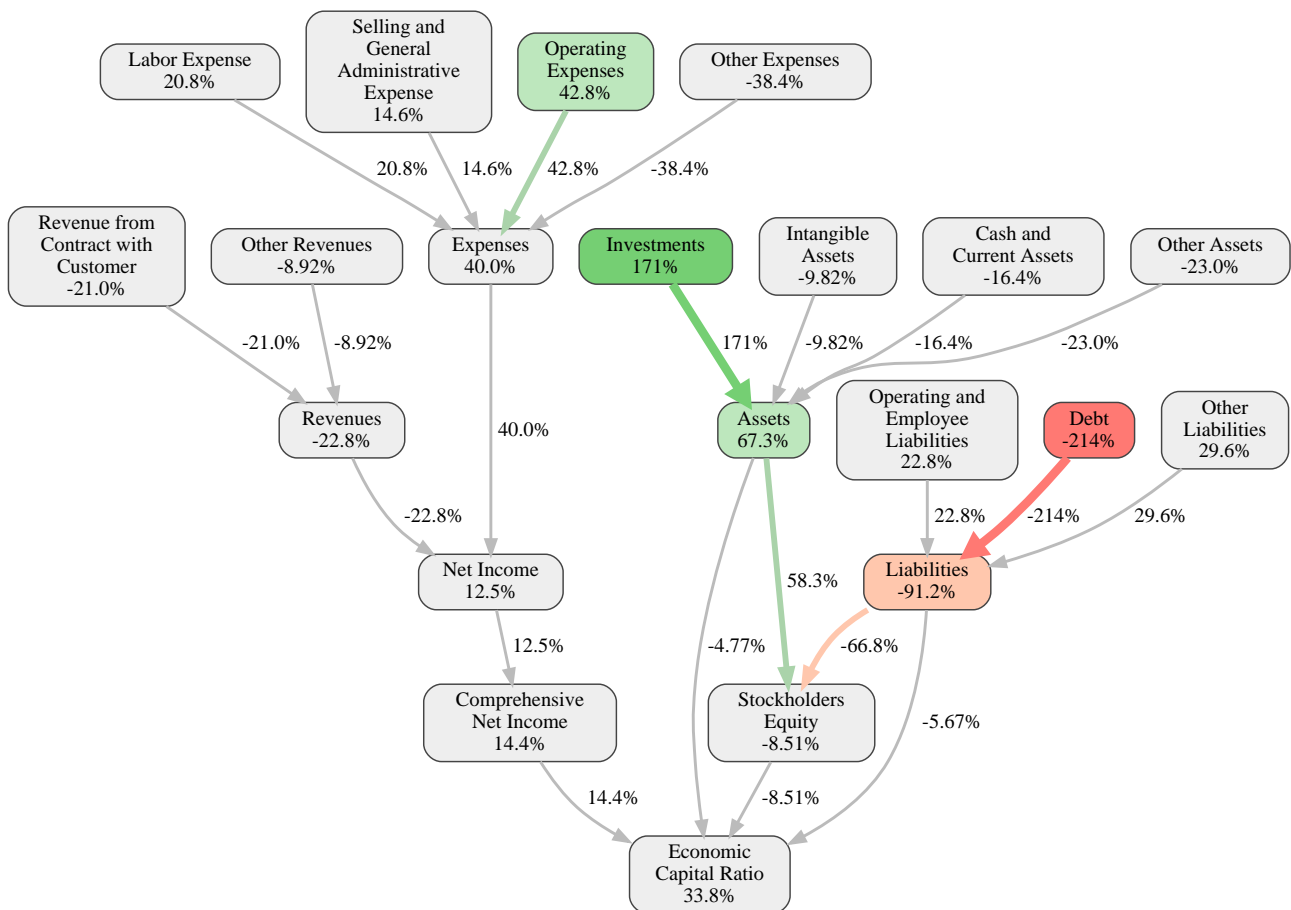 Labor Expense
20.8%
Selling and
General
Administrative
Expense
14.6%
Operating
Expenses
42.8%
Other Expenses
-38.4%
20.8%
14.6%
42.8%
-38.4%
Revenue from
Contract with
Customer
-21.0%
Other Revenues
-8.92%
Expenses
40.0%
Investments
171%
Intangible
Assets
-9.82%
Cash and
Current Assets
-16.4%
Other Assets
-23.0%
-21.0%
-8.92%
171%
-9.82%
-16.4%
-23.0%
Revenues
-22.8%
40.0%
Assets
67.3%
Operating and
Employee
Liabilities
22.8%
Debt
-214%
Other
Liabilities
29.6%
-22.8%
22.8%
-214%
29.6%
Net Income
12.5%
58.3%
Liabilities
-91.2%
12.5%
-4.77%
-66.8%
Comprehensive
Net Income
14.4%
Stockholders
Equity
-8.51%
-5.67%
14.4%
-8.51%
Economic
Capital Ratio
33.8%